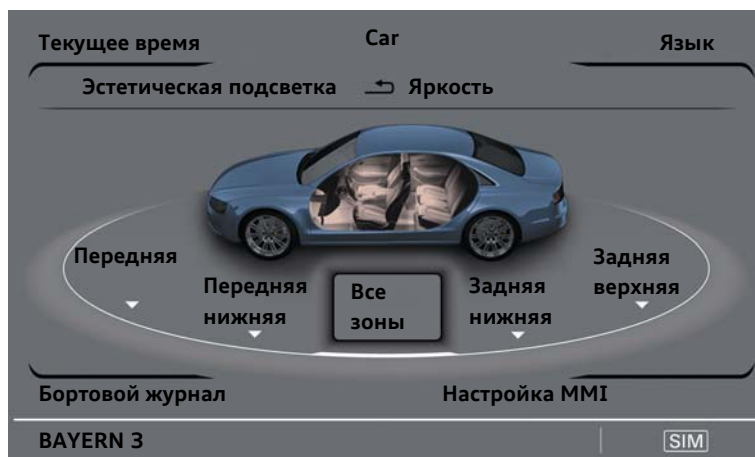 Текущее время
Car
Язык
Эстетическая подсветка
Яркость
Передняя
Передняя
нижняя
Все
зоны
Задняя
нижняя
Задняя
верхняя
Бортовой журнал
Настройка MMI
BAYERN 3
SIM